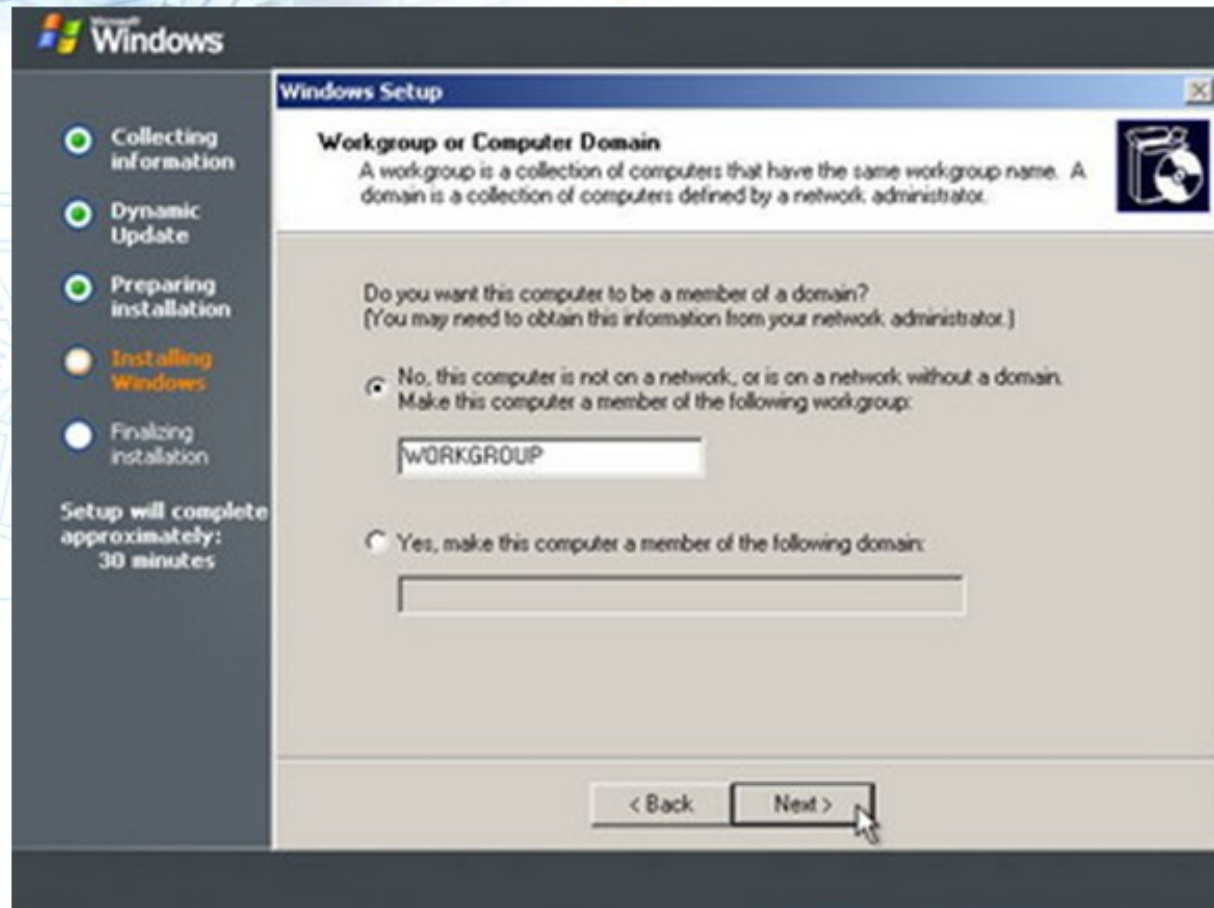 Microsoft
Windows
Collecting
information
Dynamic
Update
Preparing
installation
Installing
Windows
Finalizing
installation
Setup will complete
approximately:
30 minutes
Windows Setup
Workgroup or Computer Domain
A workgroup is a collection of computers that have the same workgroup name. A
domain is a collection of computers defined by a network administrator.
Do you want this computer to be a member of a domain?
(You may need to obtain this information from your network administrator.)
No, this computer is not on a network, or is on a network without a domain.
Make this computer a member of the following workgroup:
WORKGROUP
Yes, make this computer a member of the following domain:
< Back
Next >